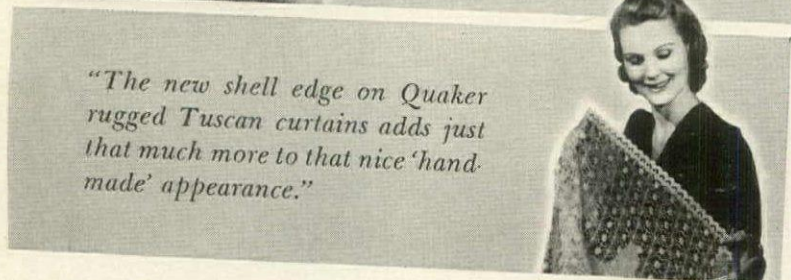 “The new shell edge on Quaker
rugged Tuscan curtains adds just
that much more to that nice ‘hand-
made’ appearance.”